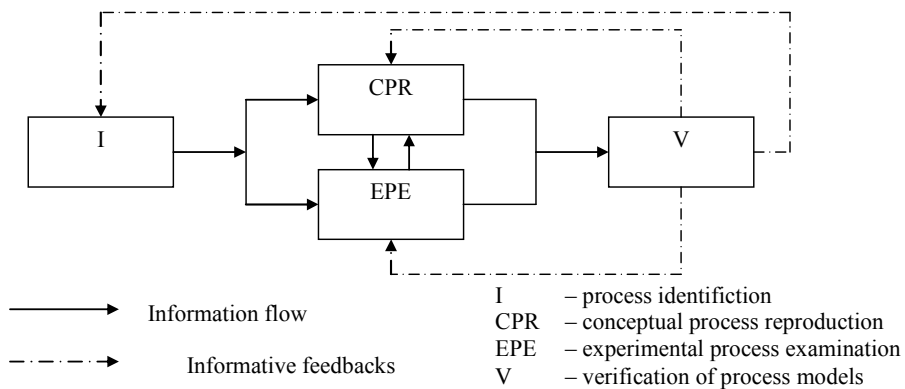 CPR
I
V
EPE
Information flow
Informative feedbacks
I – process identifiction
CPR – conceptual process reproduction
EPE – experimental process examination
V – verification of process models